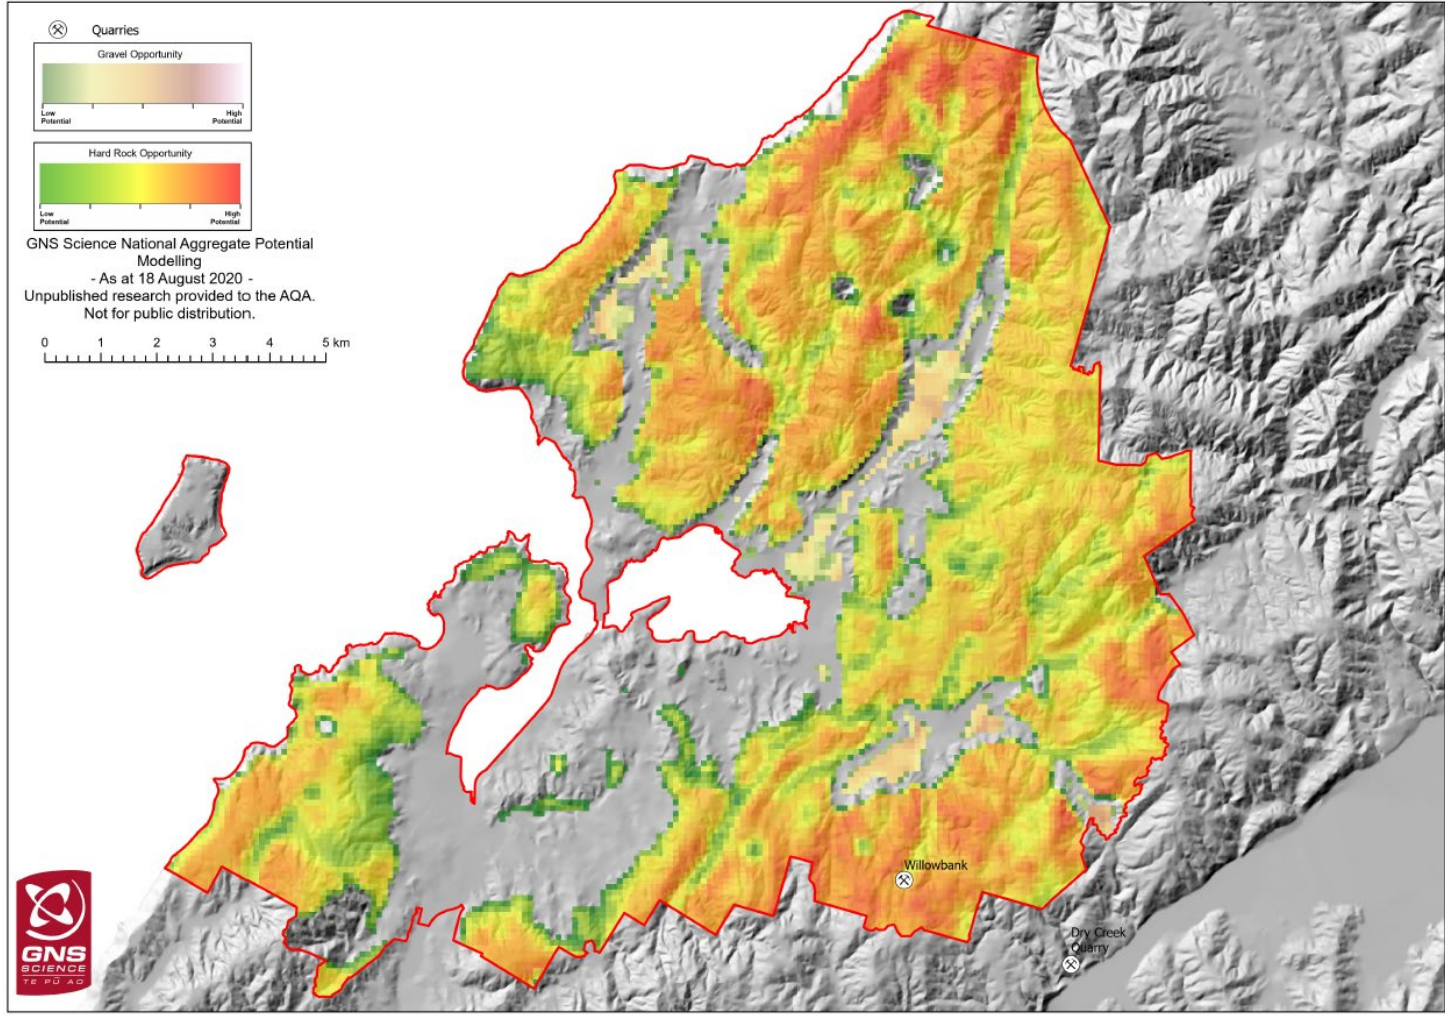 Quarries
Gravel Opportunity
Low
Potential
High
Potential
Hard Rock Opportunity
Low
Potential
High
Potential
GNS Science National Aggregate Potential
Modelling
- As at 18 August 2020 -
Unpublished research provided to the AQA.
Not for public distribution.
0 1 2 3 4 5 km
Willowbank
Dry Creek
Quarry
GNS
SCIENCE
TE PŪ AO